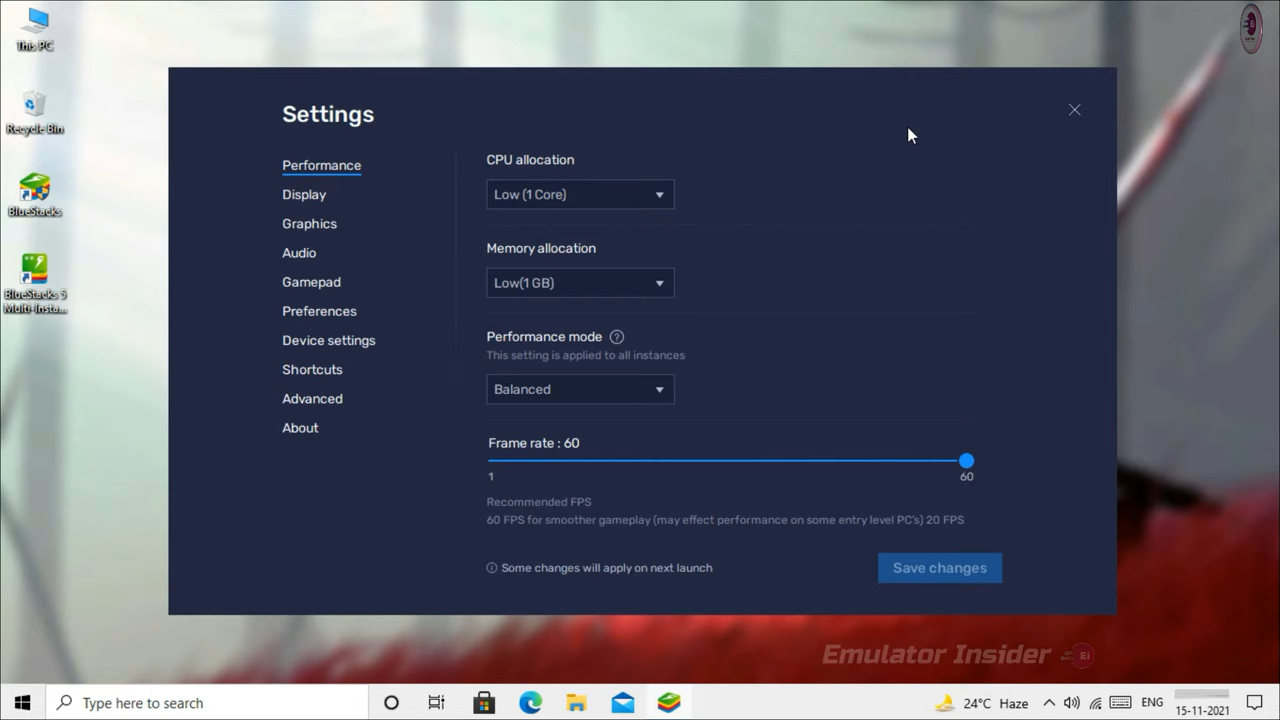 This PC
Recycle Bin
BlueStacks
BlueStacks 5
Multi-Insta...
Settings
Performance
Display
Graphics
Audio
Gamepad
Preferences
Device settings
Shortcuts
Advanced
About
CPU allocation
Low (1 Core)
Memory allocation
Low(1 GB)
Performance mode ?
This setting is applied to all instances
Balanced
Frame rate : 60
1 60
Recommended FPS
60 FPS for smoother gameplay (may effect performance on some entry level PC's) 20 FPS
Some changes will apply on next launch
Save changes
Emulator Insider Ei
Type here to search
24°C Haze
ENG
15-11-2021